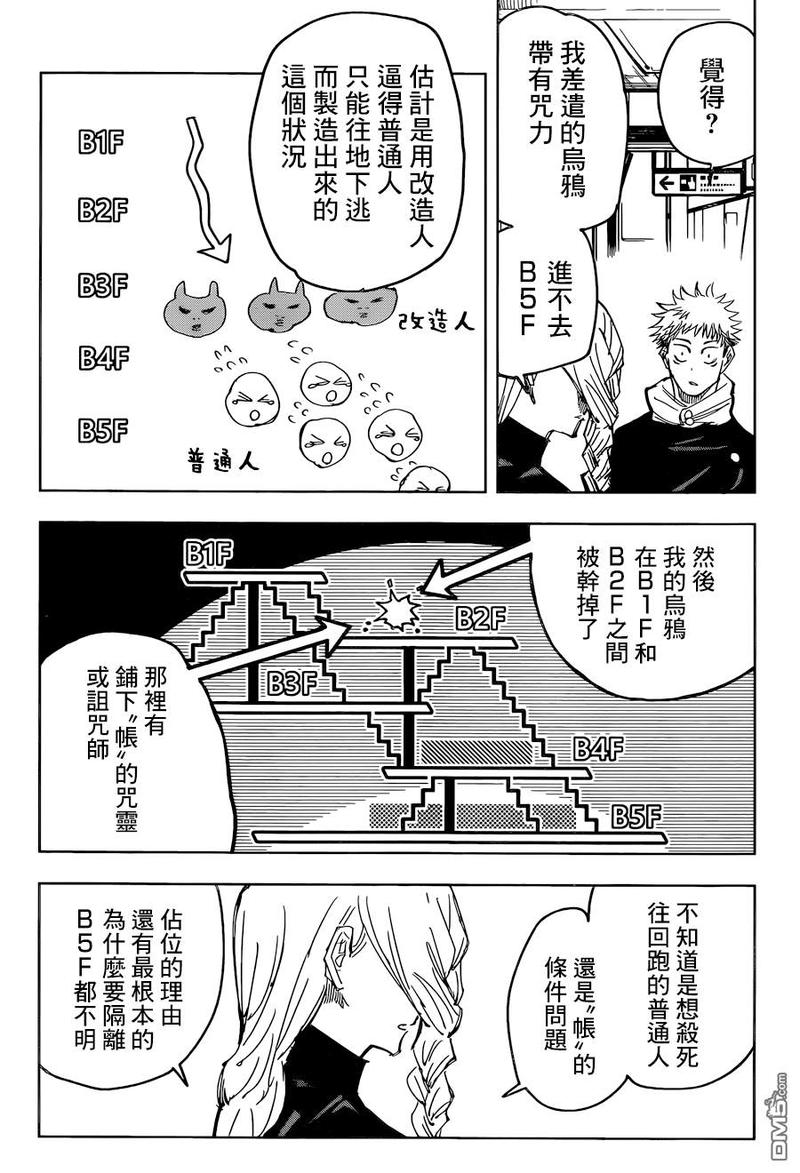 覺得?
我差遣的烏鴉
帶有咒力
進不去
B5F
估計是用改造人
逼得普通人
只能往地下逃
而製造出來的
這個狀況
B1F
B2F
B3F
改造人
B4F
B5F
普通人
然後
我的烏鴉
在B1F和
B2F之間
被幹掉了
B1F
B2F
B3F
B4F
B5F
那裡有
鋪下〝帳〞的咒靈
或詛咒師
不知道是想殺死
往回跑的普通人
還是〝帳〞的
條件問題
佔位的理由
還有最根本的
為什麼要隔離
B5F都不明
DM5.com